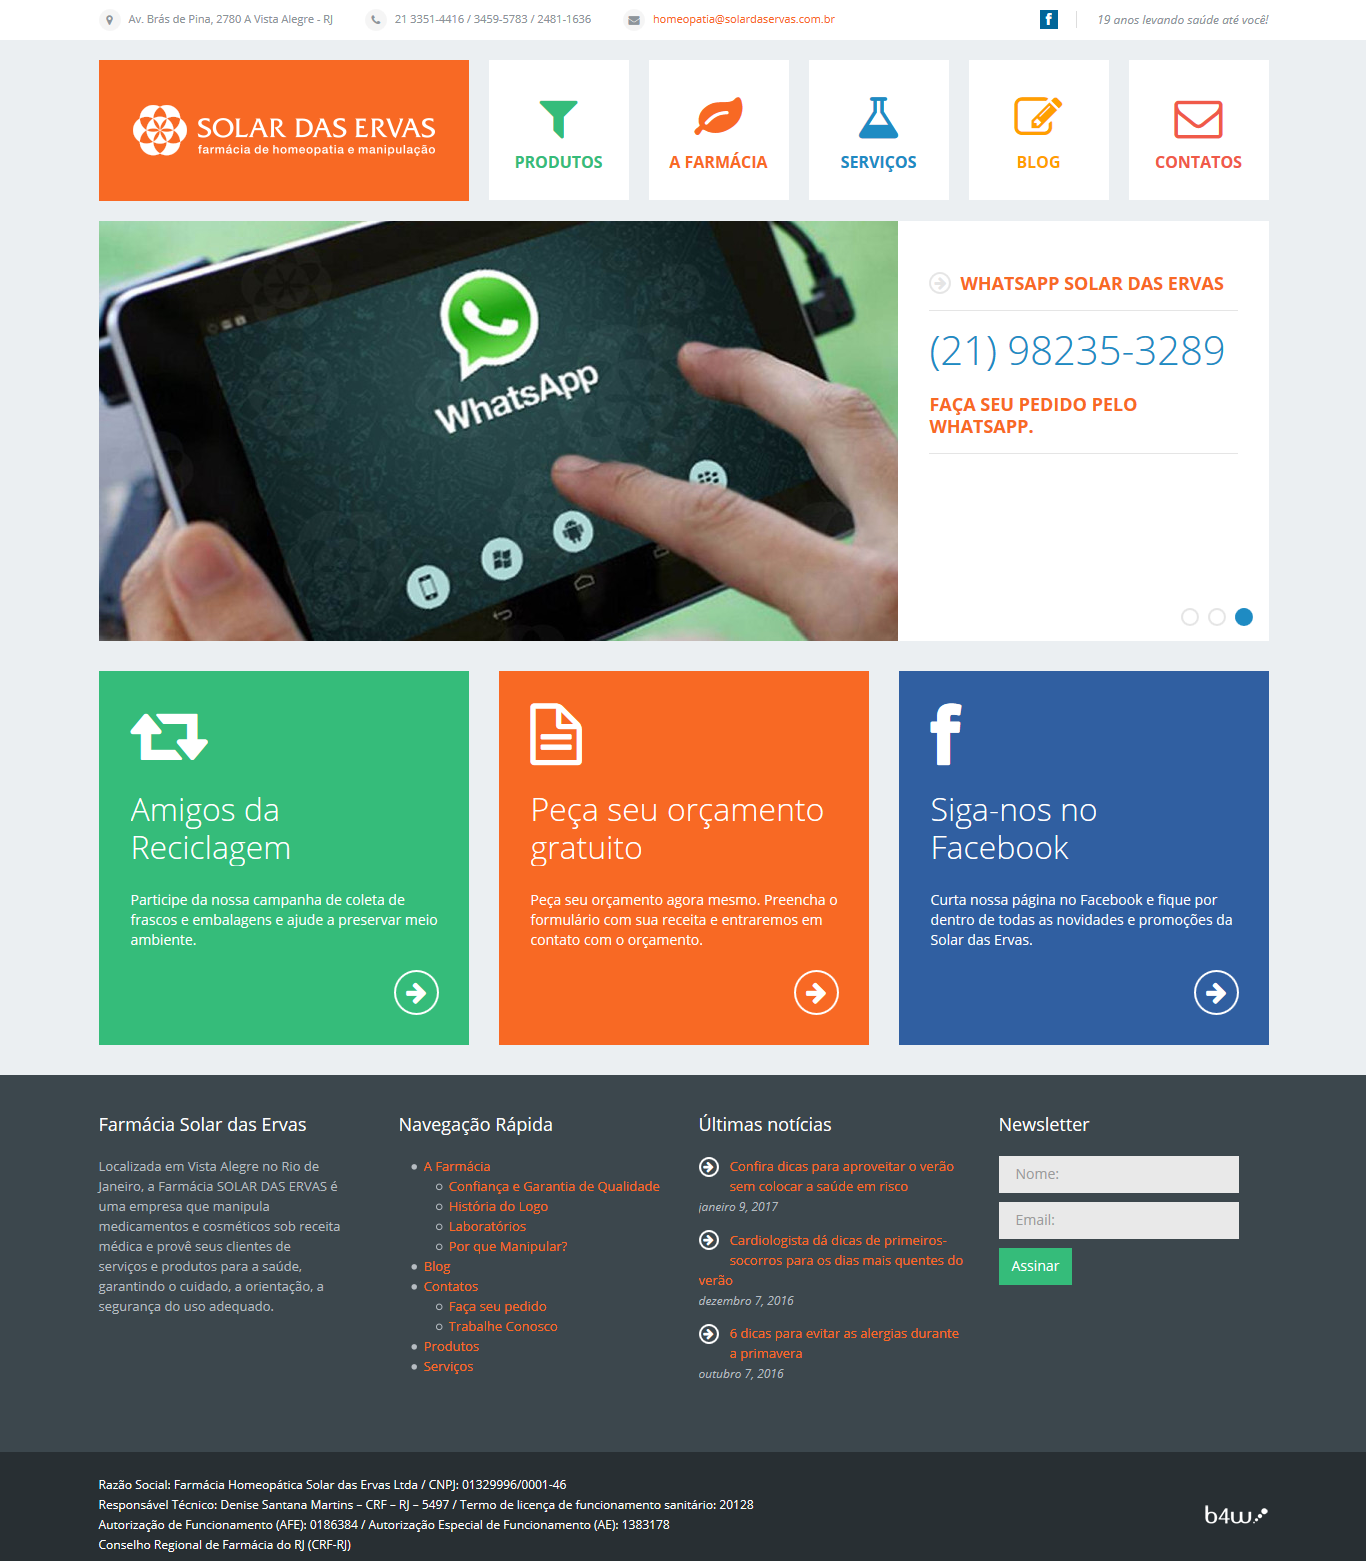 Av. Brás de Pina, 2780 A Vista Alegre - RJ
21 3351-4416 / 3459-5783 / 2481-1636
homeopatia@solardaservas.com.br
19 anos levando saúde até você!
SOLAR DAS ERVAS
farmácia de homeopatia e manipulação
PRODUTOS
A FARMÁCIA
SERVIÇOS
BLOG
CONTATOS
WhatsApp
WHATSAPP SOLAR DAS ERVAS
(21) 98235-3289
FAÇA SEU PEDIDO PELO
WHATSAPP.
Amigos da
Reciclagem
Participe da nossa campanha de coleta de
frascos e embalagens e ajude a preservar meio
ambiente.
Peça seu orçamento
gratuito
Peça seu orçamento agora mesmo. Preencha o
formulário com sua receita e entraremos em
contato com o orçamento.
Siga-nos no
Facebook
Curta nossa página no Facebook e fique por
dentro de todas as novidades e promoções da
Solar das Ervas.
Farmácia Solar das Ervas
Localizada em Vista Alegre no Rio de
Janeiro, a Farmácia SOLAR DAS ERVAS é
uma empresa que manipula
medicamentos e cosméticos sob receita
médica e provê seus clientes de
serviços e produtos para a saúde,
garantindo o cuidado, a orientação, a
segurança do uso adequado.
Navegação Rápida
A Farmácia
Confiança e Garantia de Qualidade
História do Logo
Laboratórios
Por que Manipular?
Blog
Contatos
Faça seu pedido
Trabalhe Conosco
Produtos
Serviços
Últimas notícias
Confira dicas para aproveitar o verão
sem colocar a saúde em risco
janeiro 9, 2017
Cardiologista dá dicas de primeiros-
socorros para os dias mais quentes do
verão
dezembro 7, 2016
6 dicas para evitar as alergias durante
a primavera
outubro 7, 2016
Newsletter
Nome:
Email:
Assinar
Razão Social: Farmácia Homeopática Solar das Ervas Ltda / CNPJ: 01329996/0001-46
Responsável Técnico: Denise Santana Martins – CRF – RJ – 5497 / Termo de licença de funcionamento sanitário: 20128
Autorização de Funcionamento (AFE): 0186384 / Autorização Especial de Funcionamento (AE): 1383178
Conselho Regional de Farmácia do RJ (CRF-RJ)
b4w